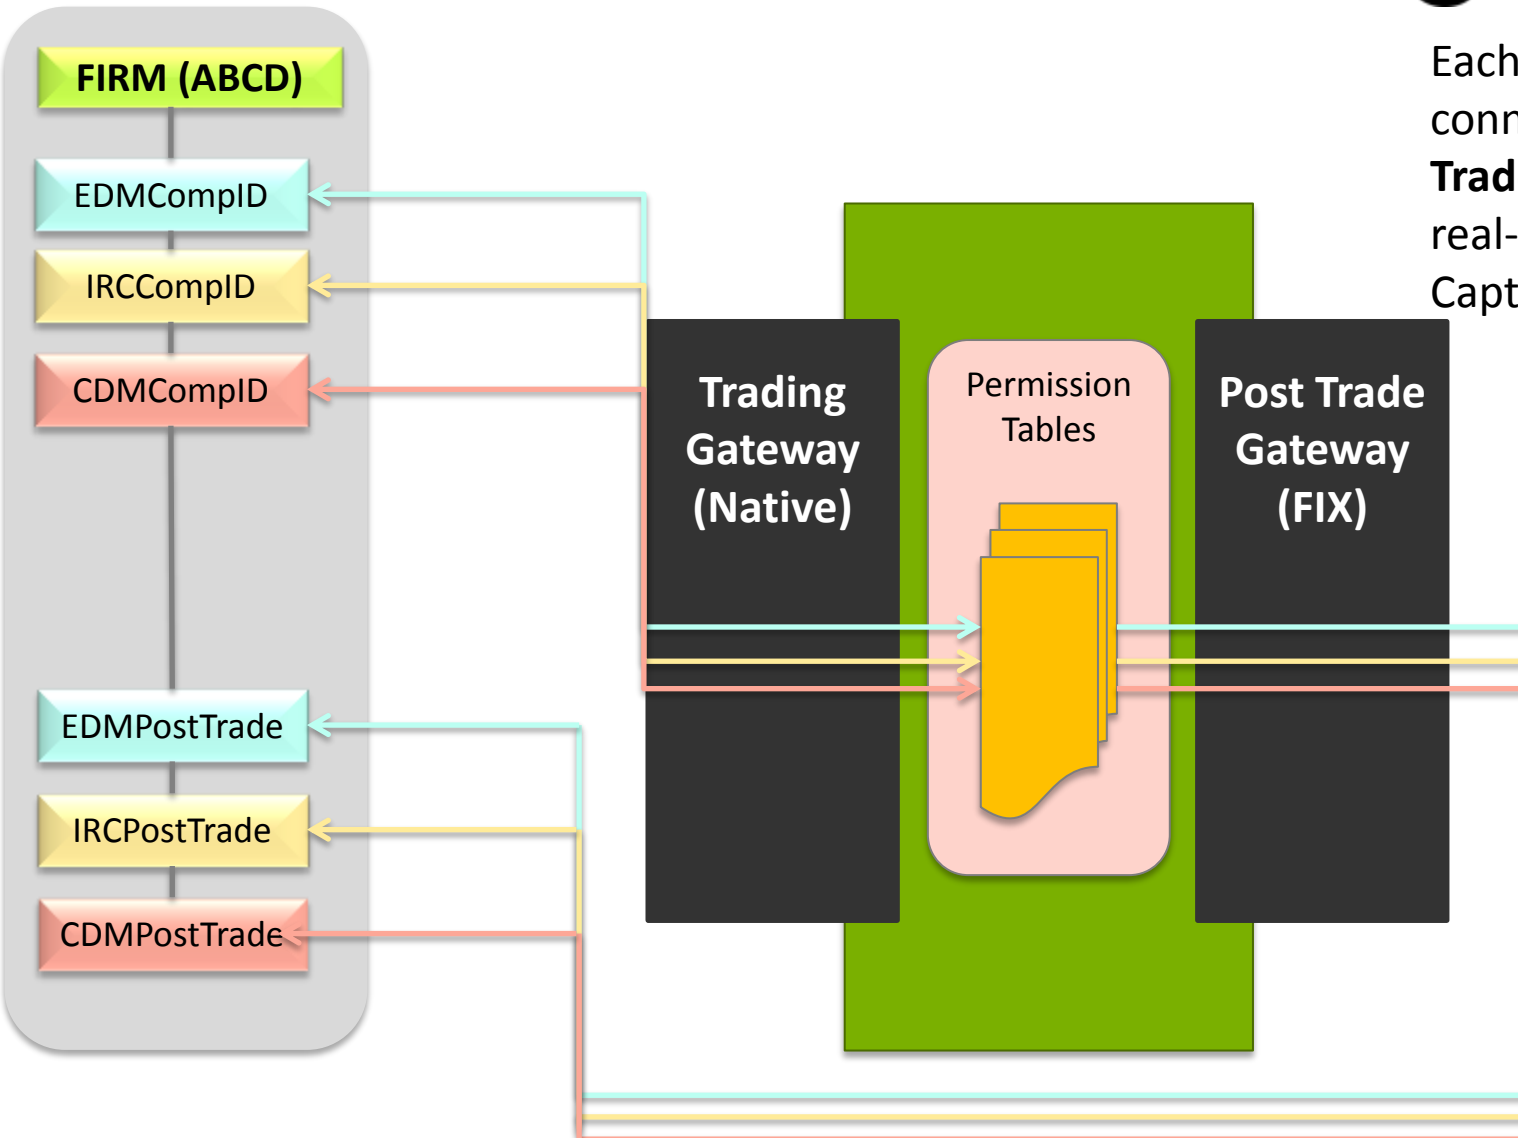 FIRM (ABCD)
EDMCompID
IRCCompID
CDMCompID
EDMPostTrade
IRCPostTrade
CDMPostTrade
Trading
Gateway
(Native)
Permission
Tables
Post Trade
Gateway
(FIX)
Each
conn
Trad
real-
Capt